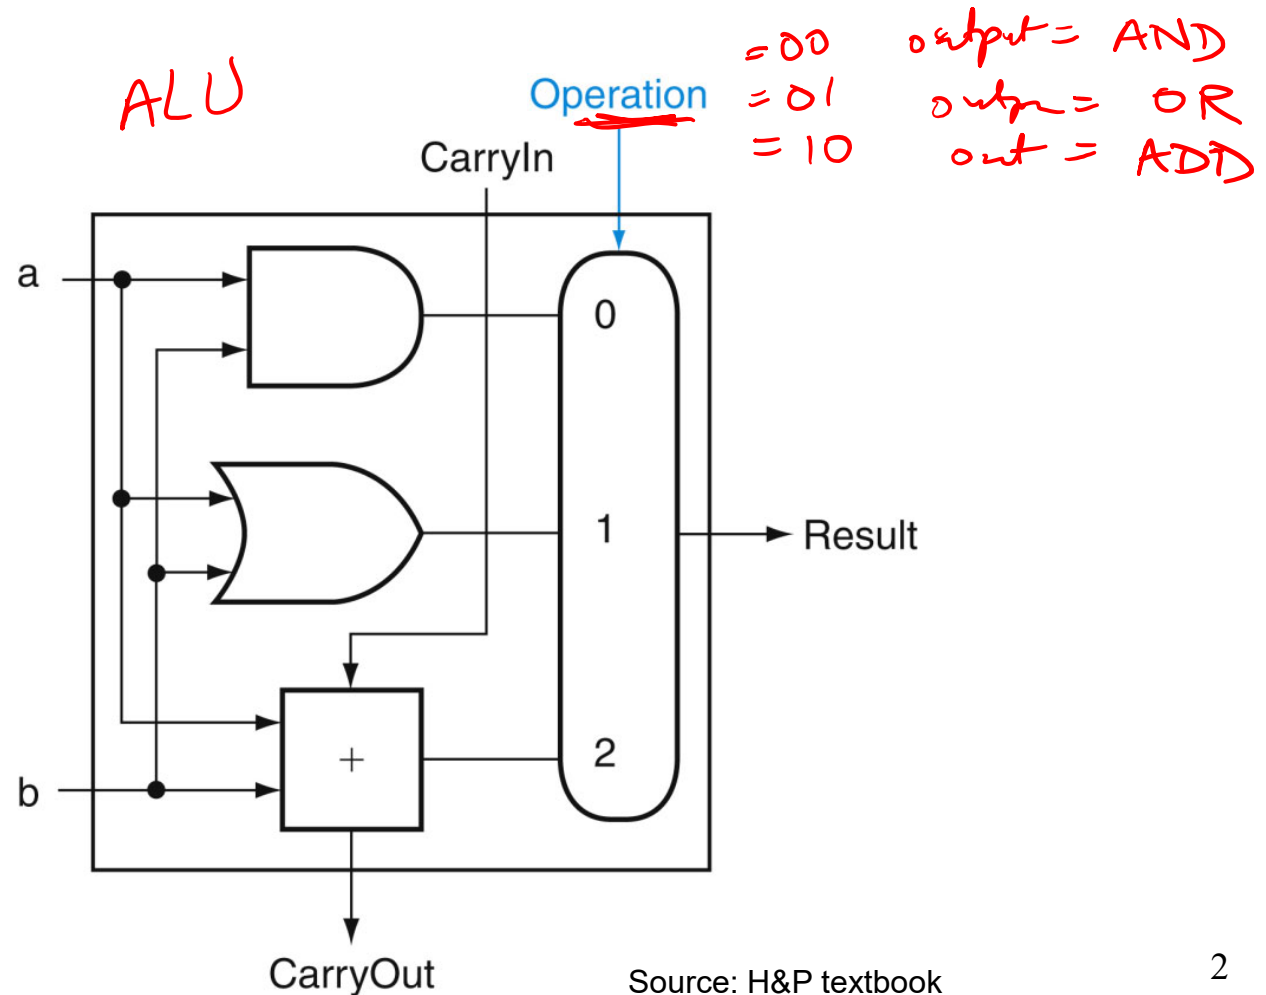 =00 output = AND
ALU
Operation =01 outpu = OR
CarryIn =10 out = ADD
a
0
1
Result
+
2
b
CarryOut
Source: H&P textbook
2